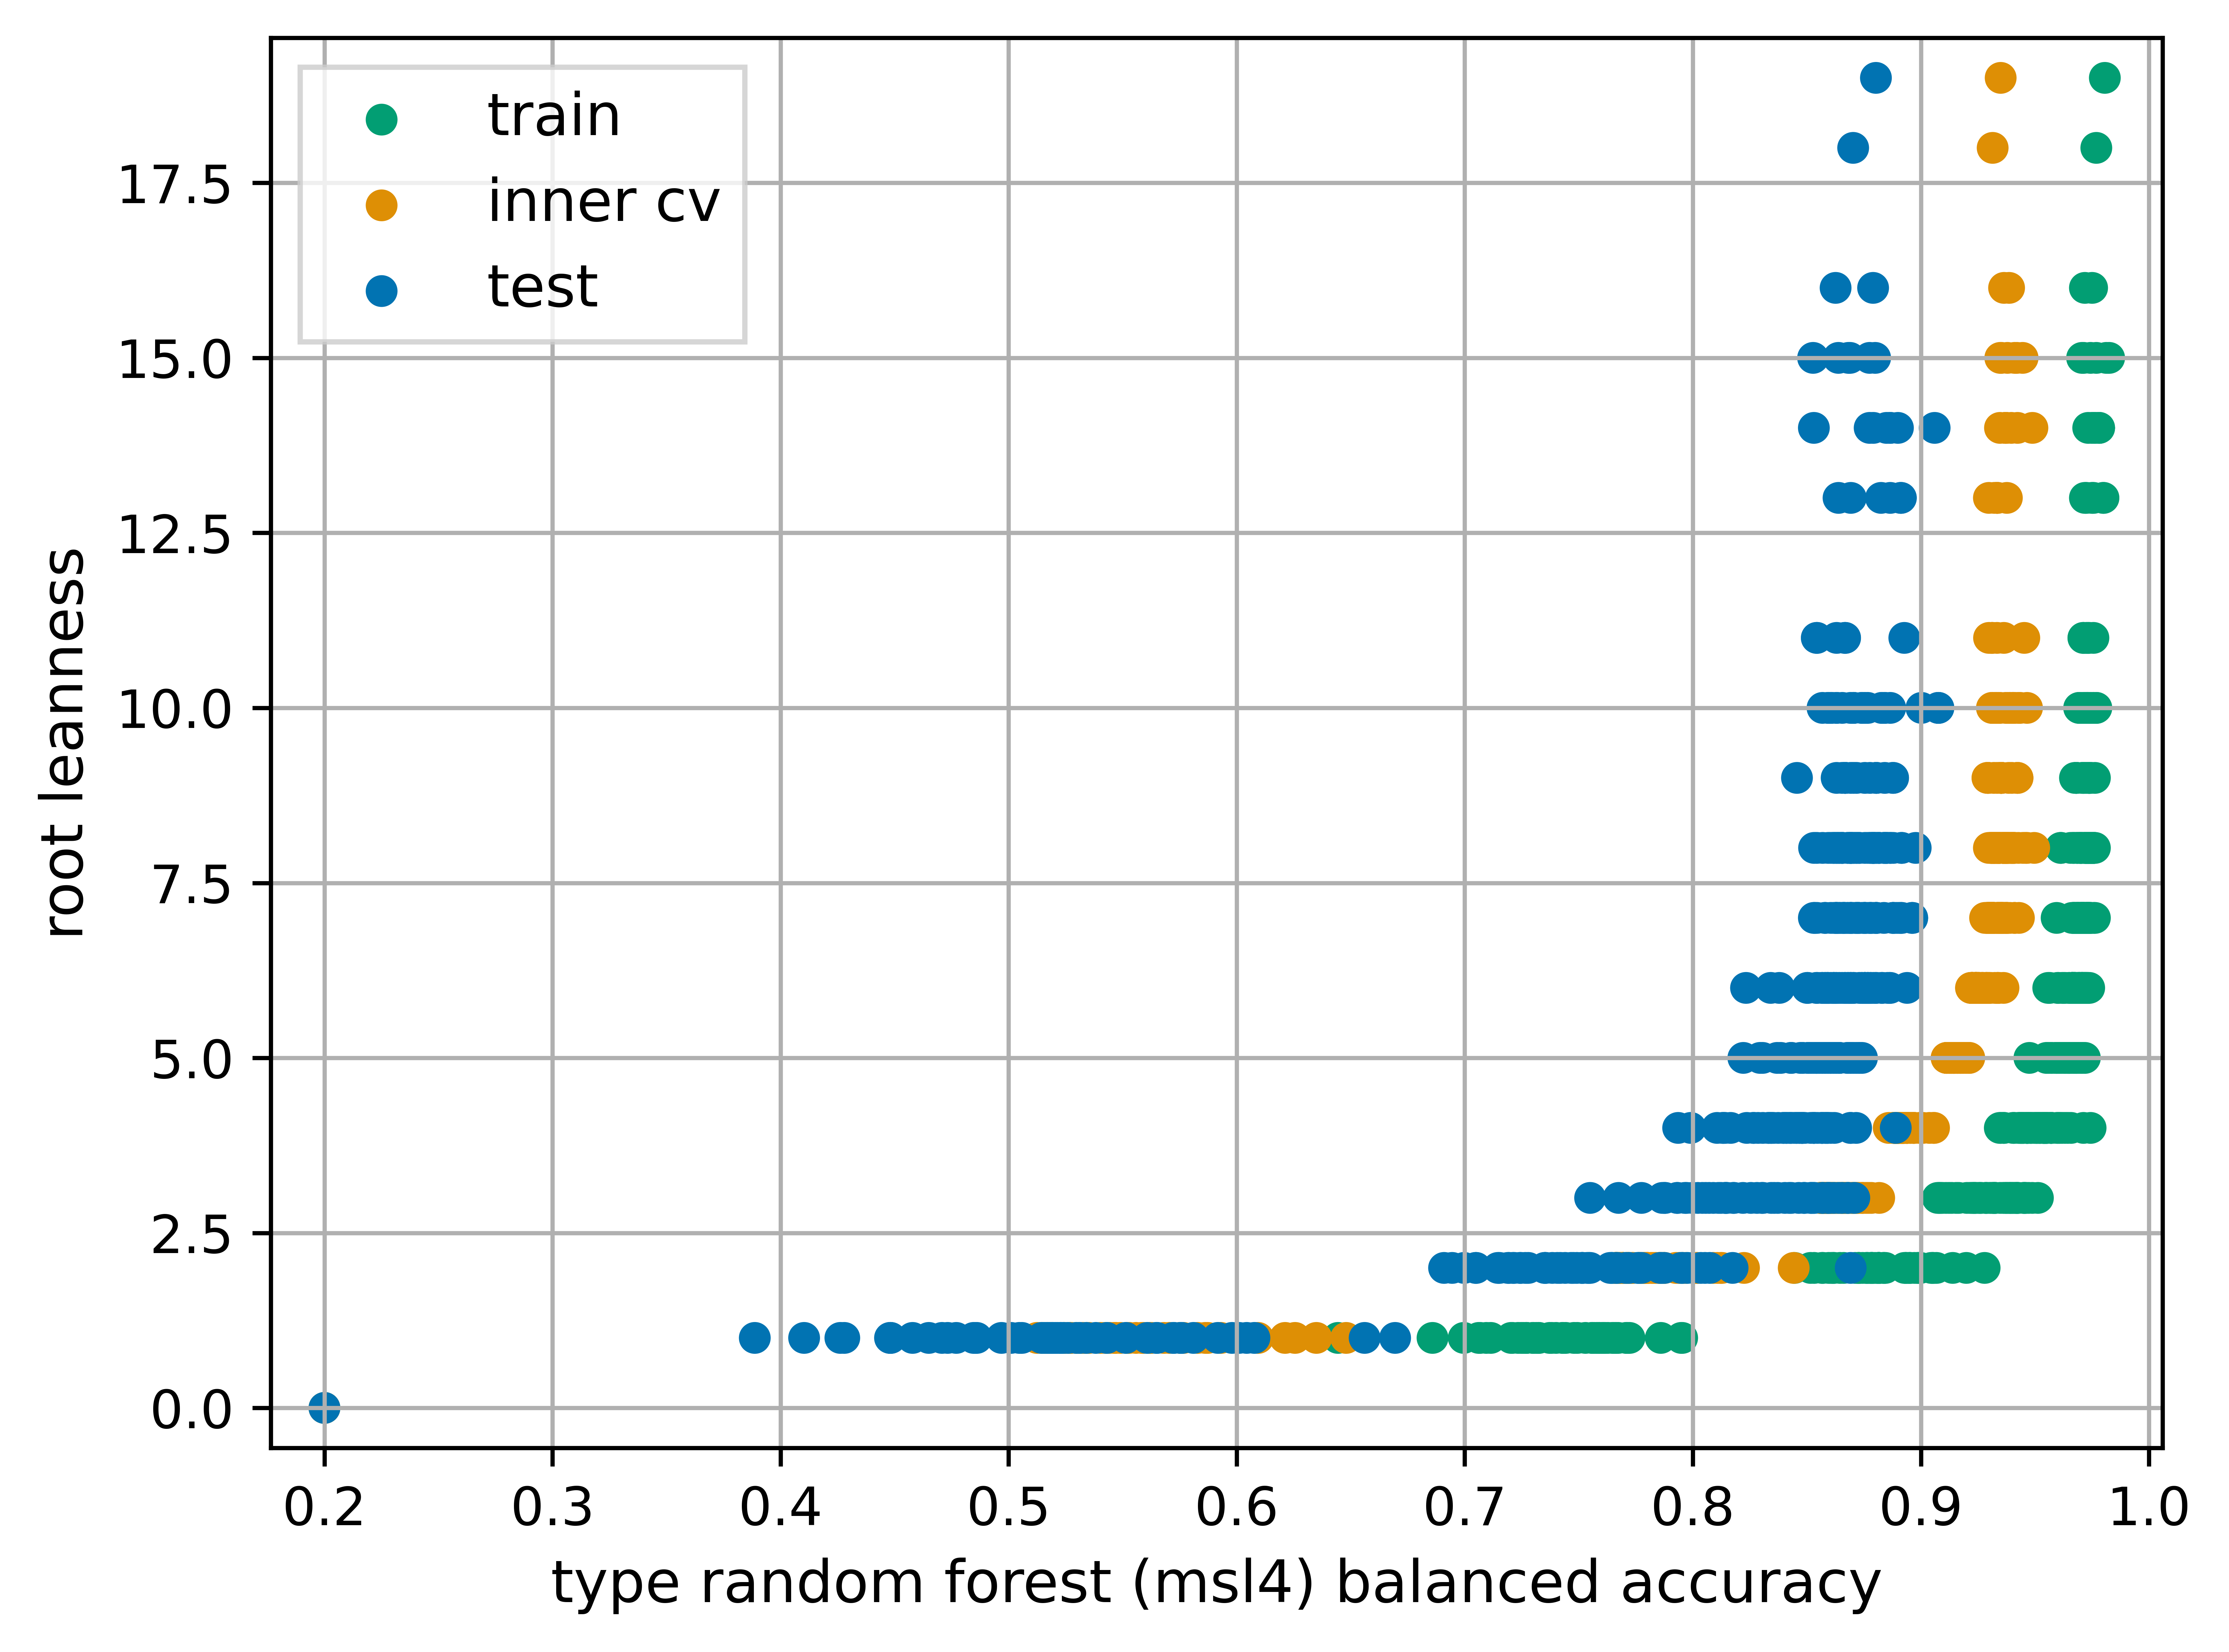 train
inner cv
test
17.5
15.0
12.5
10.0
7.5
5.0
2.5
0.0
root leanness
0.2 0.3 0.4 0.5 0.6 0.7 0.8 0.9 1.0
type random forest (msl4) balanced accuracy